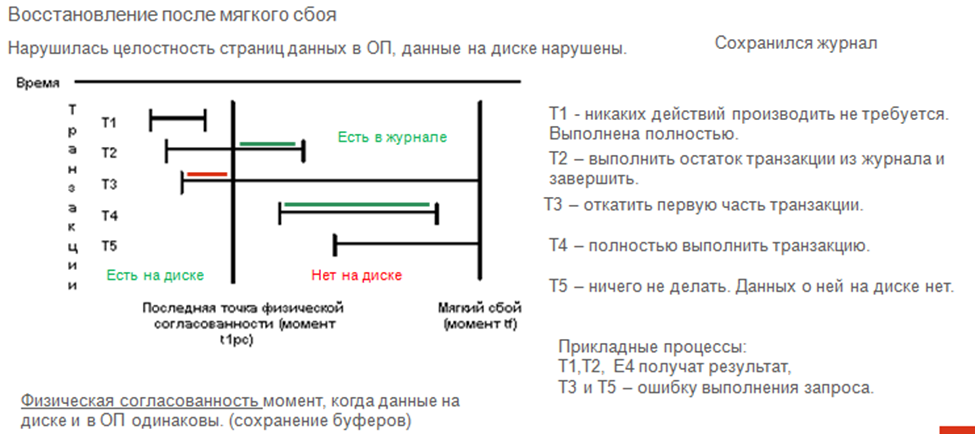 Восстановление после мягкого сбоя
Нарушилась целостность страниц данных в ОП, данные на диске нарушены.
Сохранился журнал
Время
Транзакции
T1
T2
T3
T4
T5
Есть в журнале
Есть на диске
Нет на диске
Последняя точка физической
согласованности (момент
t1pc)
Мягкий сбой
(момент tf)
T1 - никаких действий производить не требуется.
Выполнена полностью.
T2 – выполнить остаток транзакции из журнала и
завершить.
T3 – откатить первую часть транзакции.
T4 – полностью выполнить транзакцию.
T5 – ничего не делать. Данных о ней на диске нет.
Прикладные процессы:
T1,T2, E4 получат результат,
T3 и T5 – ошибку выполнения запроса.
Физическая согласованность момент, когда данные на
диске и в ОП одинаковы. (сохранение буферов)